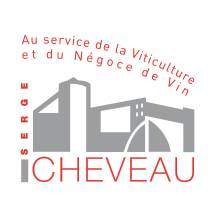 Au service de la Viticulture
et du Négoce de Vin
SERGE
CHEVEAU